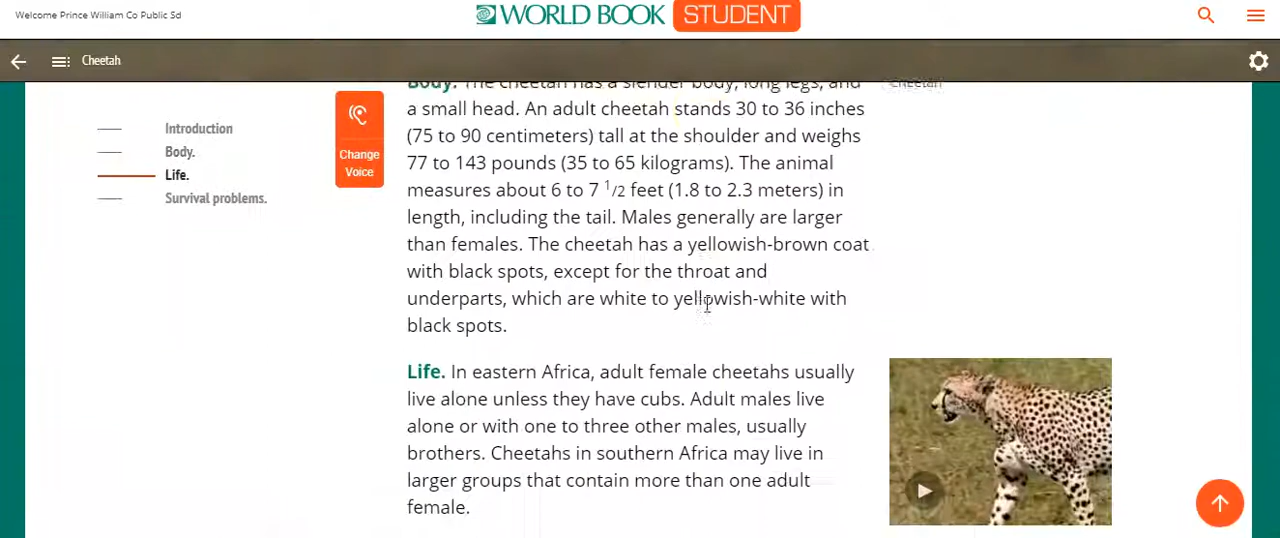 Welcome Prince William Co Public Sd
WORLD BOOK STUDENT
Cheetah
Introduction
Body.
Life.
Survival problems.
Change
Voice
Body. The cheetah has a slender body, long legs, and
a small head. An adult cheetah stands 30 to 36 inches
(75 to 90 centimeters) tall at the shoulder and weighs
77 to 143 pounds (35 to 65 kilograms). The animal
measures about 6 to 7 1/2 feet (1.8 to 2.3 meters) in
length, including the tail. Males generally are larger
than females. The cheetah has a yellowish-brown coat
with black spots, except for the throat and
underparts, which are white to yellowish-white with
black spots.
Cheetah
Life. In eastern Africa, adult female cheetahs usually
live alone unless they have cubs. Adult males live
alone or with one to three other males, usually
brothers. Cheetahs in southern Africa may live in
larger groups that contain more than one adult
female.